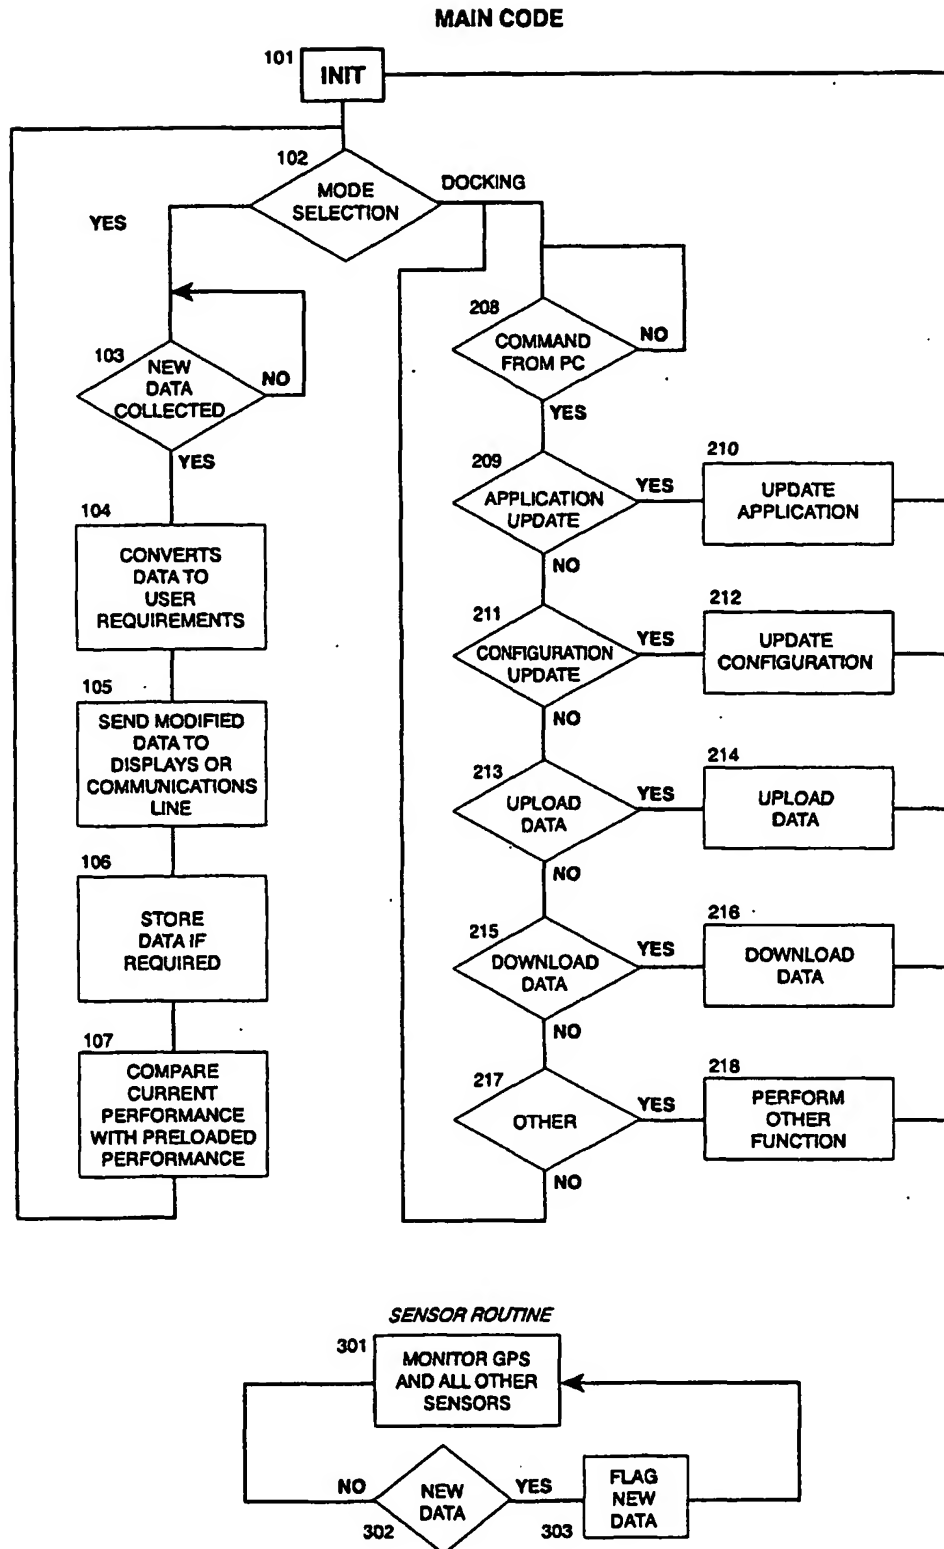 MAIN CODE
101
INIT
102
MODE
SELECTION
DOCKING
YES
103
NEW
DATA
COLLECTED
NO
YES
104
CONVERTS
DATA TO
USER
REQUIREMENTS
105
SEND MODIFIED
DATA TO
DISPLAYS OR
COMMUNICATIONS
LINE
106
STORE
DATA IF
REQUIRED
107
COMPARE
CURRENT
PERFORMANCE
WITH PRELOADED
PERFORMANCE
208
COMMAND
FROM PC
NO
YES
209
APPLICATION
UPDATE
YES
210
UPDATE
APPLICATION
NO
211
CONFIGURATION
UPDATE
YES
212
UPDATE
CONFIGURATION
NO
213
UPLOAD
DATA
YES
214
UPLOAD
DATA
NO
215
DOWNLOAD
DATA
YES
216
DOWNLOAD
DATA
NO
217
OTHER
YES
218
PERFORM
OTHER
FUNCTION
NO
SENSOR ROUTINE
301
MONITOR GPS
AND ALL OTHER
SENSORS
NO
NEW
DATA
302
YES
303
FLAG
NEW
DATA